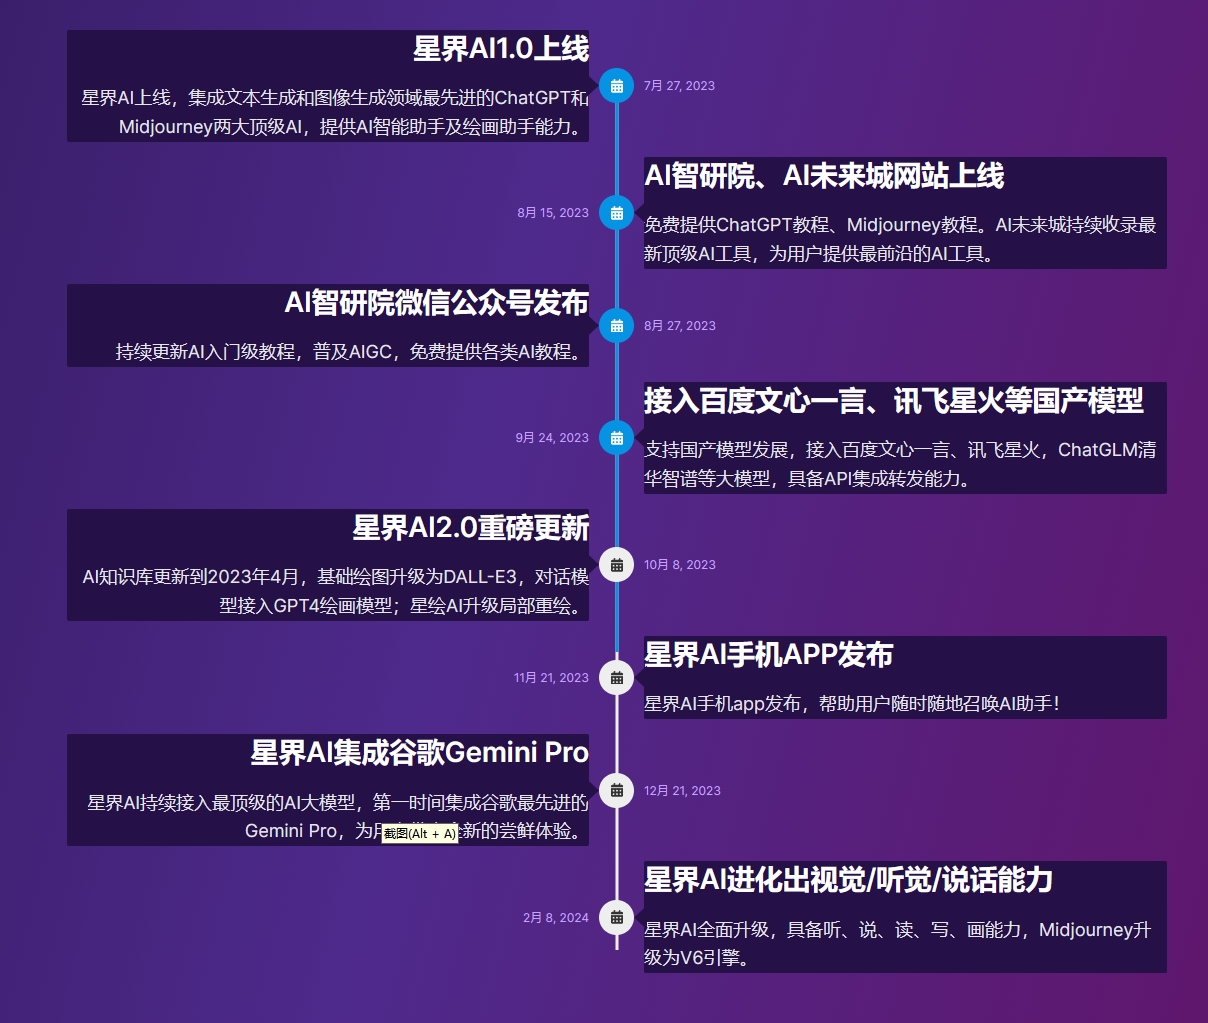 星界AI1.0上线
星界AI上线，集成文本生成和图像生成领域最先进的ChatGPT和
Midjourney两大顶级AI，提供AI智能助手及绘画助手能力。
7月 27, 2023
AI智研院、AI未来城网站上线
免费提供ChatGPT教程、Midjourney教程。AI未来城持续收录最
新顶级AI工具，为用户提供最前沿的AI工具。
8月 15, 2023
AI智研院微信公众号发布
持续更新AI入门级教程，普及AIGC，免费提供各类AI教程。
8月 27, 2023
接入百度文心一言、讯飞星火等国产模型
支持国产模型发展，接入百度文心一言、讯飞星火，ChatGLM清
华智谱等大模型，具备API集成转发能力。
9月 24, 2023
星界AI2.0重磅更新
AI知识库更新到2023年4月，基础绘图升级为DALL-E3，对话模
型接入GPT4绘画模型；星绘AI升级局部重绘。
10月 8, 2023
星界AI手机APP发布
星界AI手机app发布，帮助用户随时随地召唤AI助手！
11月 21, 2023
星界AI集成谷歌Gemini Pro
星界AI持续接入最顶级的AI大模型，第一时间集成谷歌最先进的
Gemini Pro，为用新的尝鲜体验。
截图(Alt + A)
12月 21, 2023
星界AI进化出视觉/听觉/说话能力
星界AI全面升级，具备听、说、读、写、画能力，Midjourney升
级为V6引擎。
2月 8, 2024